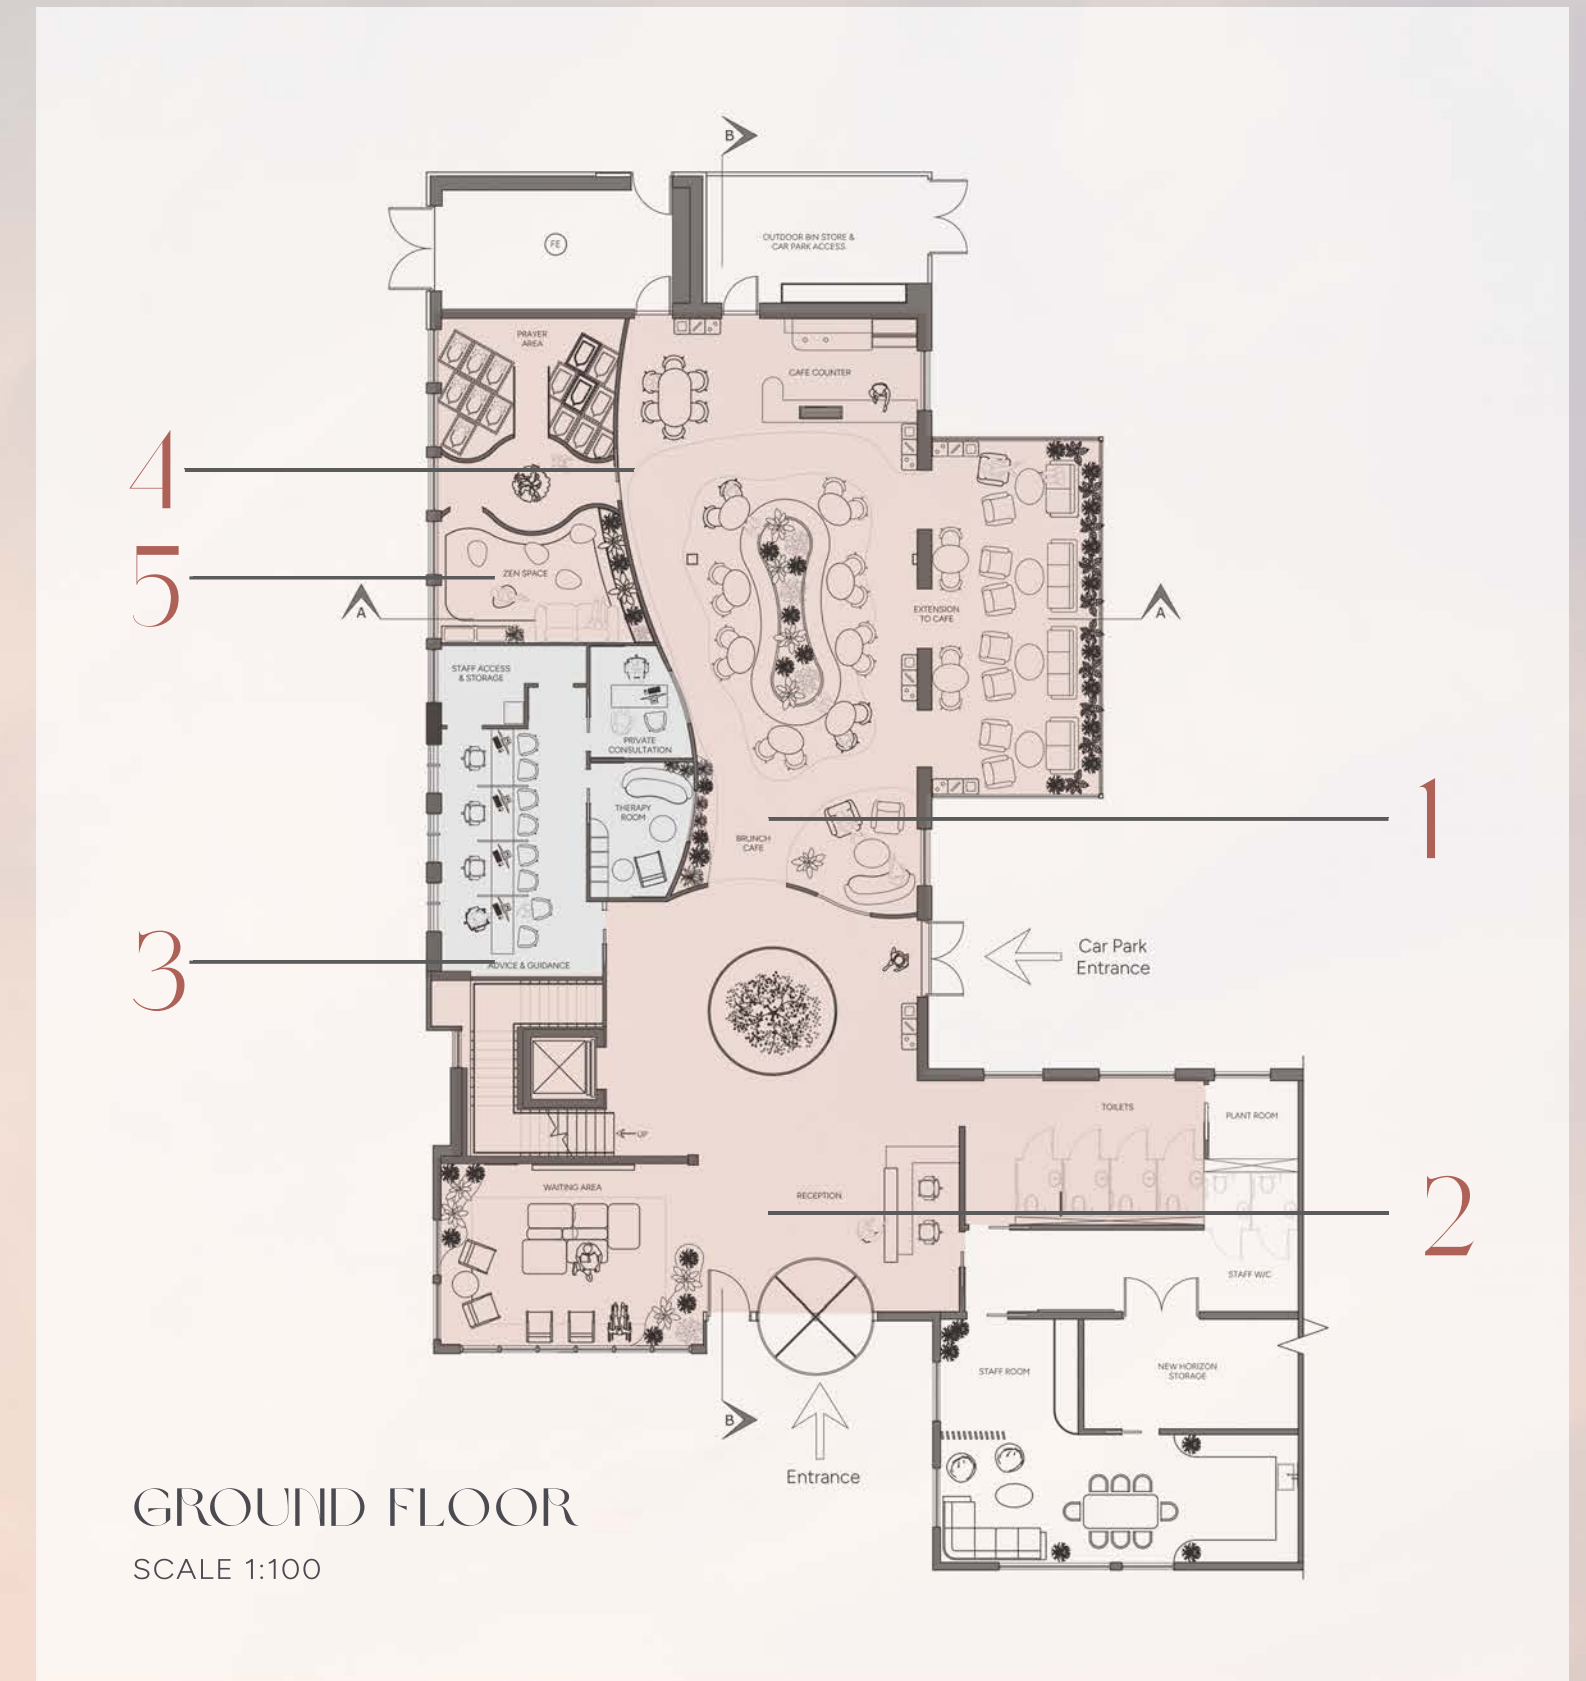 B
FE
OUTDOOR BIN STORE &
CAR PARK ACCESS
PRAYER
AREA
CAFE COUNTER
4
5
ZEN SPACE
A
EXTENSION
TO CAFE
A
STAFF ACCESS
& STORAGE
PRIVATE
CONSULTATION
THERAPY
ROOM
BRUNCH
CAFE
1
3
ADVICE & GUIDANCE
Car Park
Entrance
TOILETS
PLANT ROOM
UP
WAITING AREA
RECEPTION
2
STAFF W/C
STAFF ROOM
NEW HORIZON
STORAGE
B
Entrance
GROUND FLOOR
SCALE 1:100